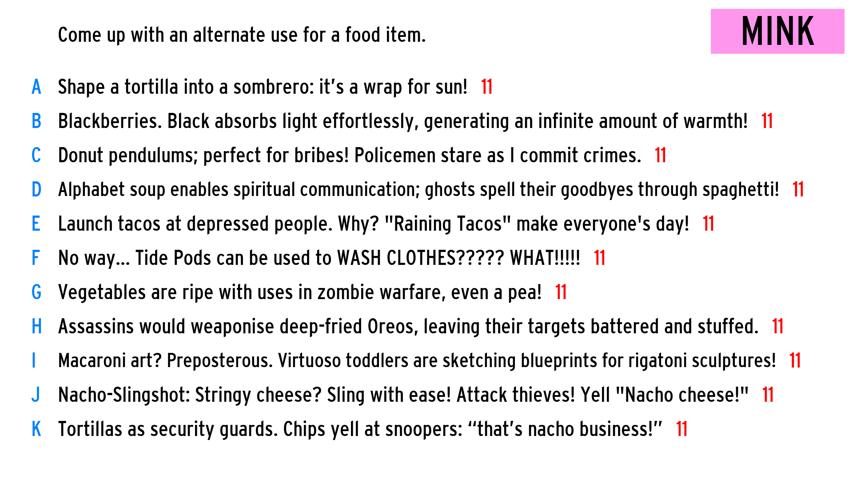 Come up with an alternate use for a food item.
MINK
A Shape a tortilla into a sombrero: it's a wrap for sun! 11
B Blackberries. Black absorbs light effortlessly, generating an infinite amount of warmth! 11
C Donut pendulums; perfect for bribes! Policemen stare as I commit crimes. 11
D Alphabet soup enables spiritual communication; ghosts spell their goodbyes through spaghetti! 11
E Launch tacos at depressed people. Why? "Raining Tacos" make everyone's day! 11
F No way... Tide Pods can be used to WASH CLOTHES????? WHAT!!!!! 11
G Vegetables are ripe with uses in zombie warfare, even a pea! 11
H Assassins would weaponise deep-fried Oreos, leaving their targets battered and stuffed. 11
I Macaroni art? Preposterous. Virtuoso toddlers are sketching blueprints for rigatoni sculptures! 11
J Nacho-Slingshot: Stringy cheese? Sling with ease! Attack thieves! Yell "Nacho cheese!" 11
K Tortillas as security guards. Chips yell at snoopers: “that's nacho business!” 11